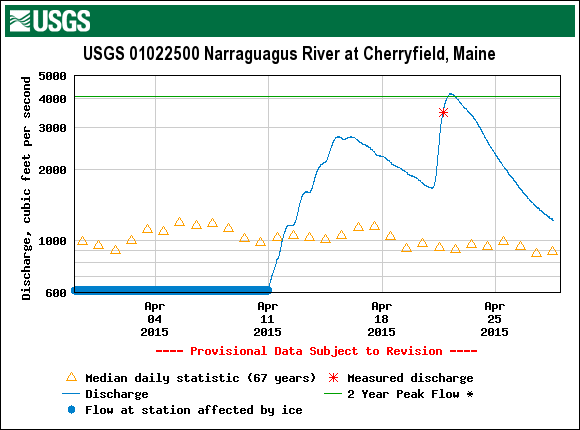 USGS
USGS 01022500 Narraguagus River at Cherryfield, Maine
Discharge, cubic feet per second
5000
4000
3000
2000
1000
600
Apr 04 2015
Apr 11 2015
Apr 18 2015
Apr 25 2015
---- Provisional Data Subject to Revision ----
Median daily statistic (67 years)
Measured discharge
Discharge
2 Year Peak Flow *
Flow at station affected by ice